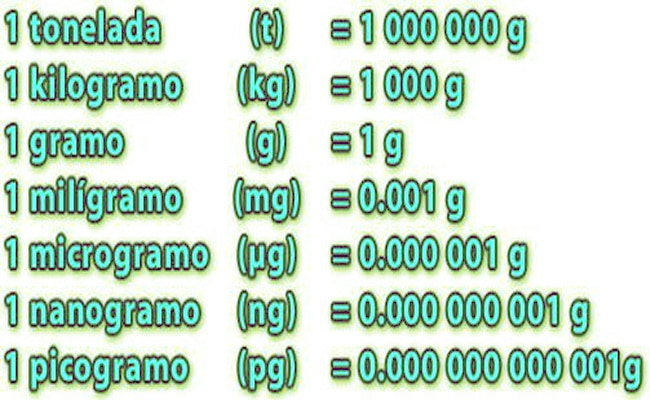 1 tonelada (t) = 1 000 000 g
1 kilogramo (kg) = 1 000 g
1 gramo (g) = 1 g
1 milígramo (mg) = 0.001 g
1 microgramo (μg) = 0.000 001 g
1 nanogramo (ng) = 0.000 000 001 g
1 picogramo (pg) = 0.000 000 000 001g